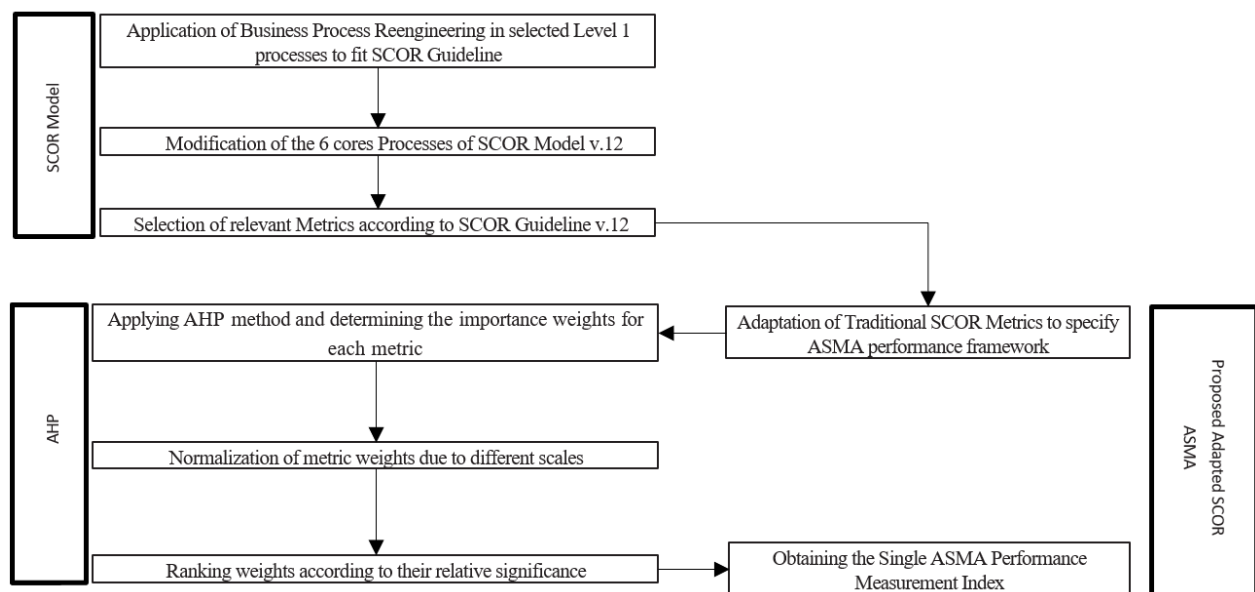 SCOR Model
Application of Business Process Reengineering in selected Level 1
processes to fit SCOR Guideline
Modification of the 6 cores Processes of SCOR Model v.12
Selection of relevant Metrics according to SCOR Guideline v.12
Adaptation of Traditional SCOR Metrics to specify
ASMA performance framework
AHP
Applying AHP method and determining the importance weights for
each metric
Normalization of metric weights due to different scales
Ranking weights according to their relative significance
Obtaining the Single ASMA Performance
Measurement Index
Proposed Adapted SCOR
ASMA